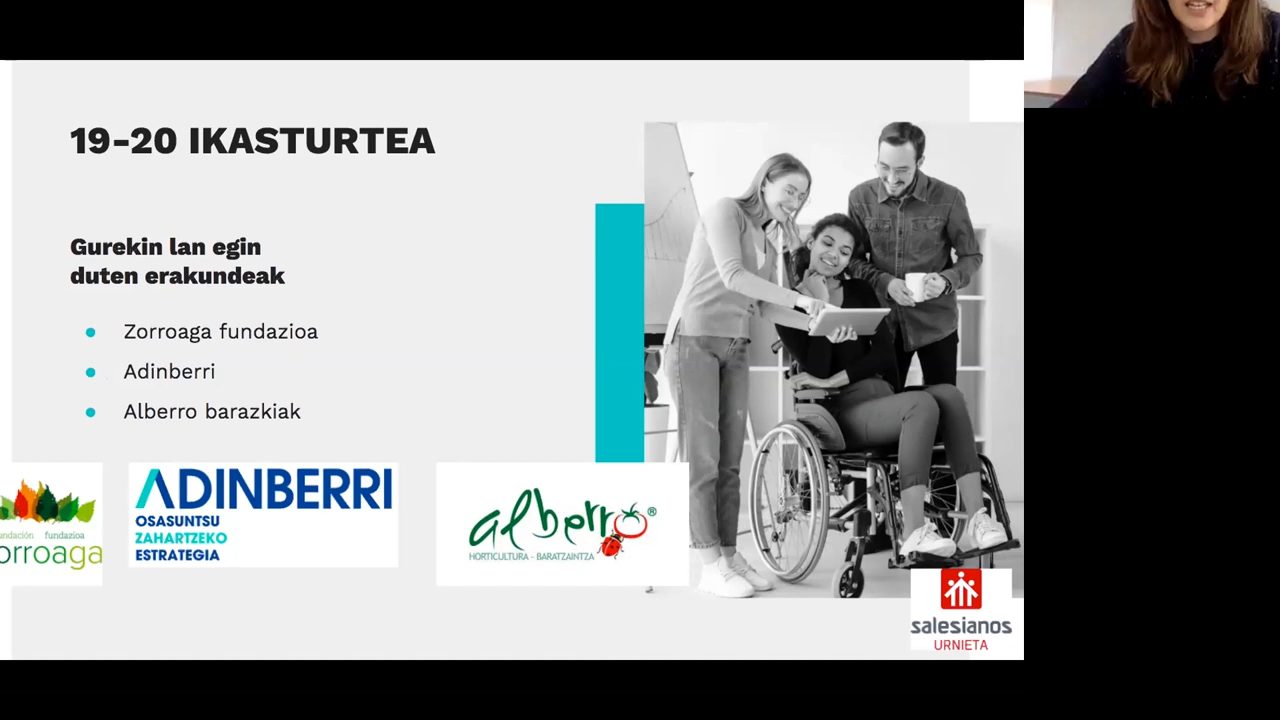 19-20 IKASTURTEA
Gurekin lan egin
duten erakundeak
Zorroaga fundazioa
Adinberri
Alberro barazkiak
undación fundazioa
orroaga
ADINBERRI
OSASUNTSU
ZAHARTZEKO
ESTRATEGIA
alberro®
HORTICULTURA - BARATZAINTZA
salesianos
URNIETA